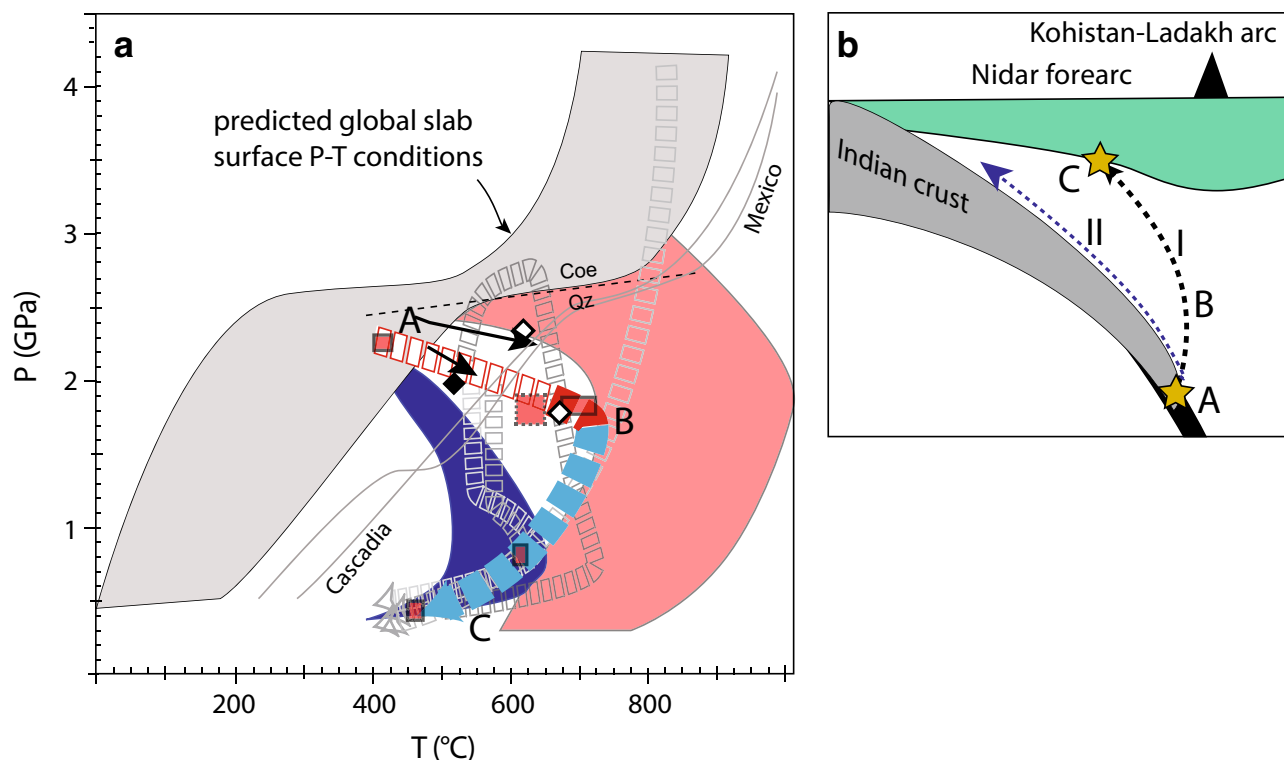 a
4
3
2
1
P (GPa)
200
400
600
800
T (°C)
predicted global slab
surface P-T conditions
Coe
Qz
Mexico
Cascadia
A
B
C
b
Kohistan-Ladakh arc
Nidar forearc
Indian crust
C
I
II
B
A